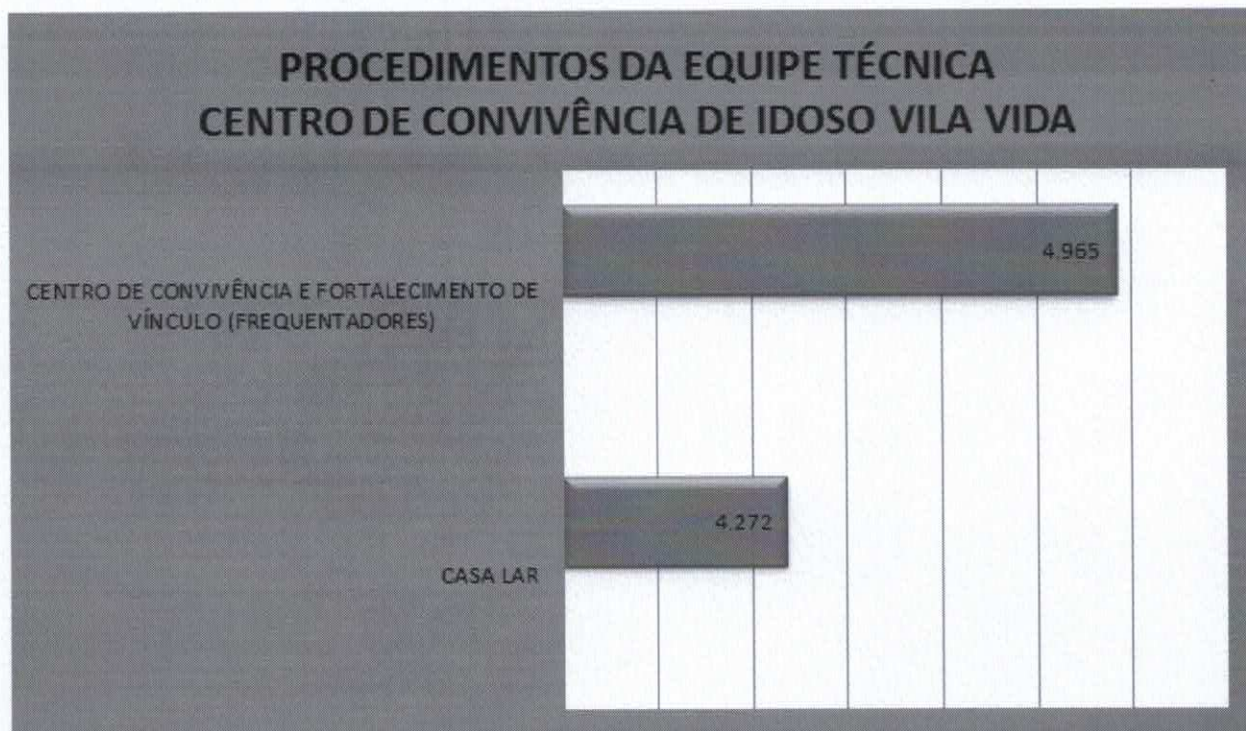 PROCEDIMENTOS DA EQUIPE TÉCNICA
CENTRO DE CONVIVÊNCIA DE IDOSO VILA VIDA
4.965
CENTRO DE CONVIVÊNCIA E FORTALECIMENTO DE
VÍNCULO (FREQUENTADORES)
4.272
CASA LAR